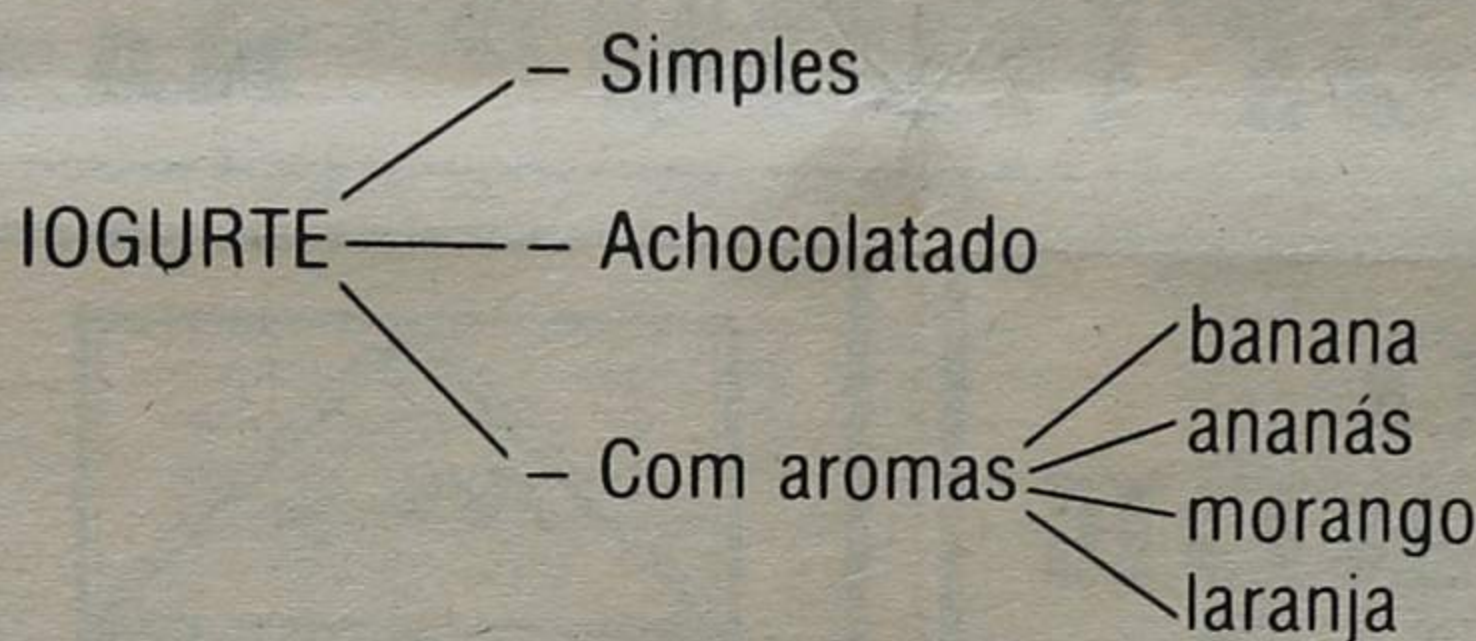 – Simples
IOGURTE – Achocolatado
– Com aromas
banana
ananás
morango
laranja